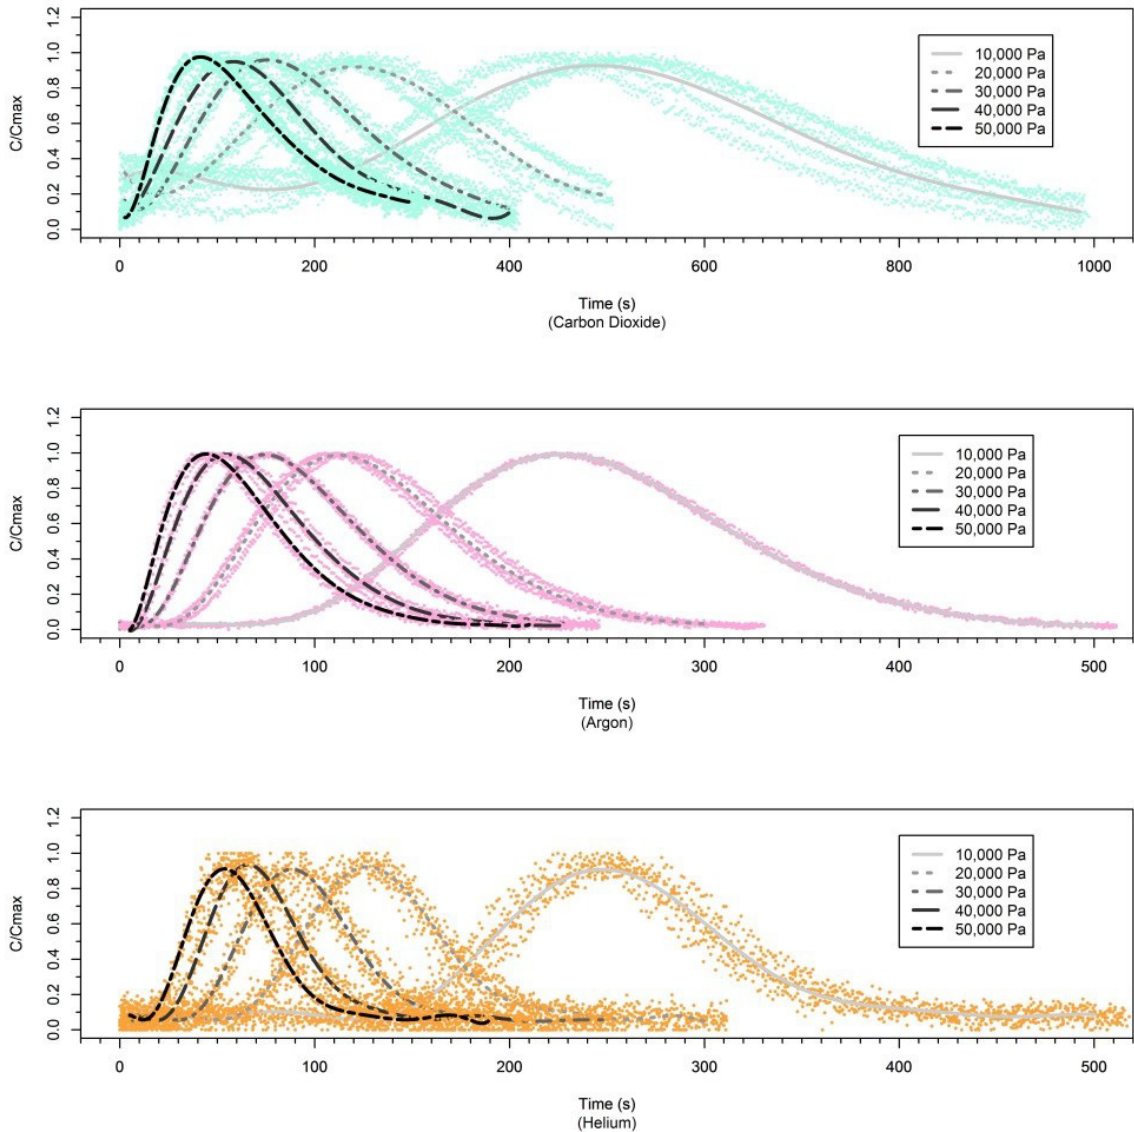 1.2
1.0
0.8
0.6
0.4
0.2
0.0
C/Cmax
10,000 Pa
20,000 Pa
30,000 Pa
40,000 Pa
50,000 Pa
0 200 400 600 800 1000
Time (s)
(Carbon Dioxide)
1.2
1.0
0.8
0.6
0.4
0.2
0.0
C/Cmax
10,000 Pa
20,000 Pa
30,000 Pa
40,000 Pa
50,000 Pa
0 100 200 300 400 500
Time (s)
(Argon)
1.2
1.0
0.8
0.6
0.4
0.2
0.0
C/Cmax
10,000 Pa
20,000 Pa
30,000 Pa
40,000 Pa
50,000 Pa
0 100 200 300 400 500
Time (s)
(Helium)